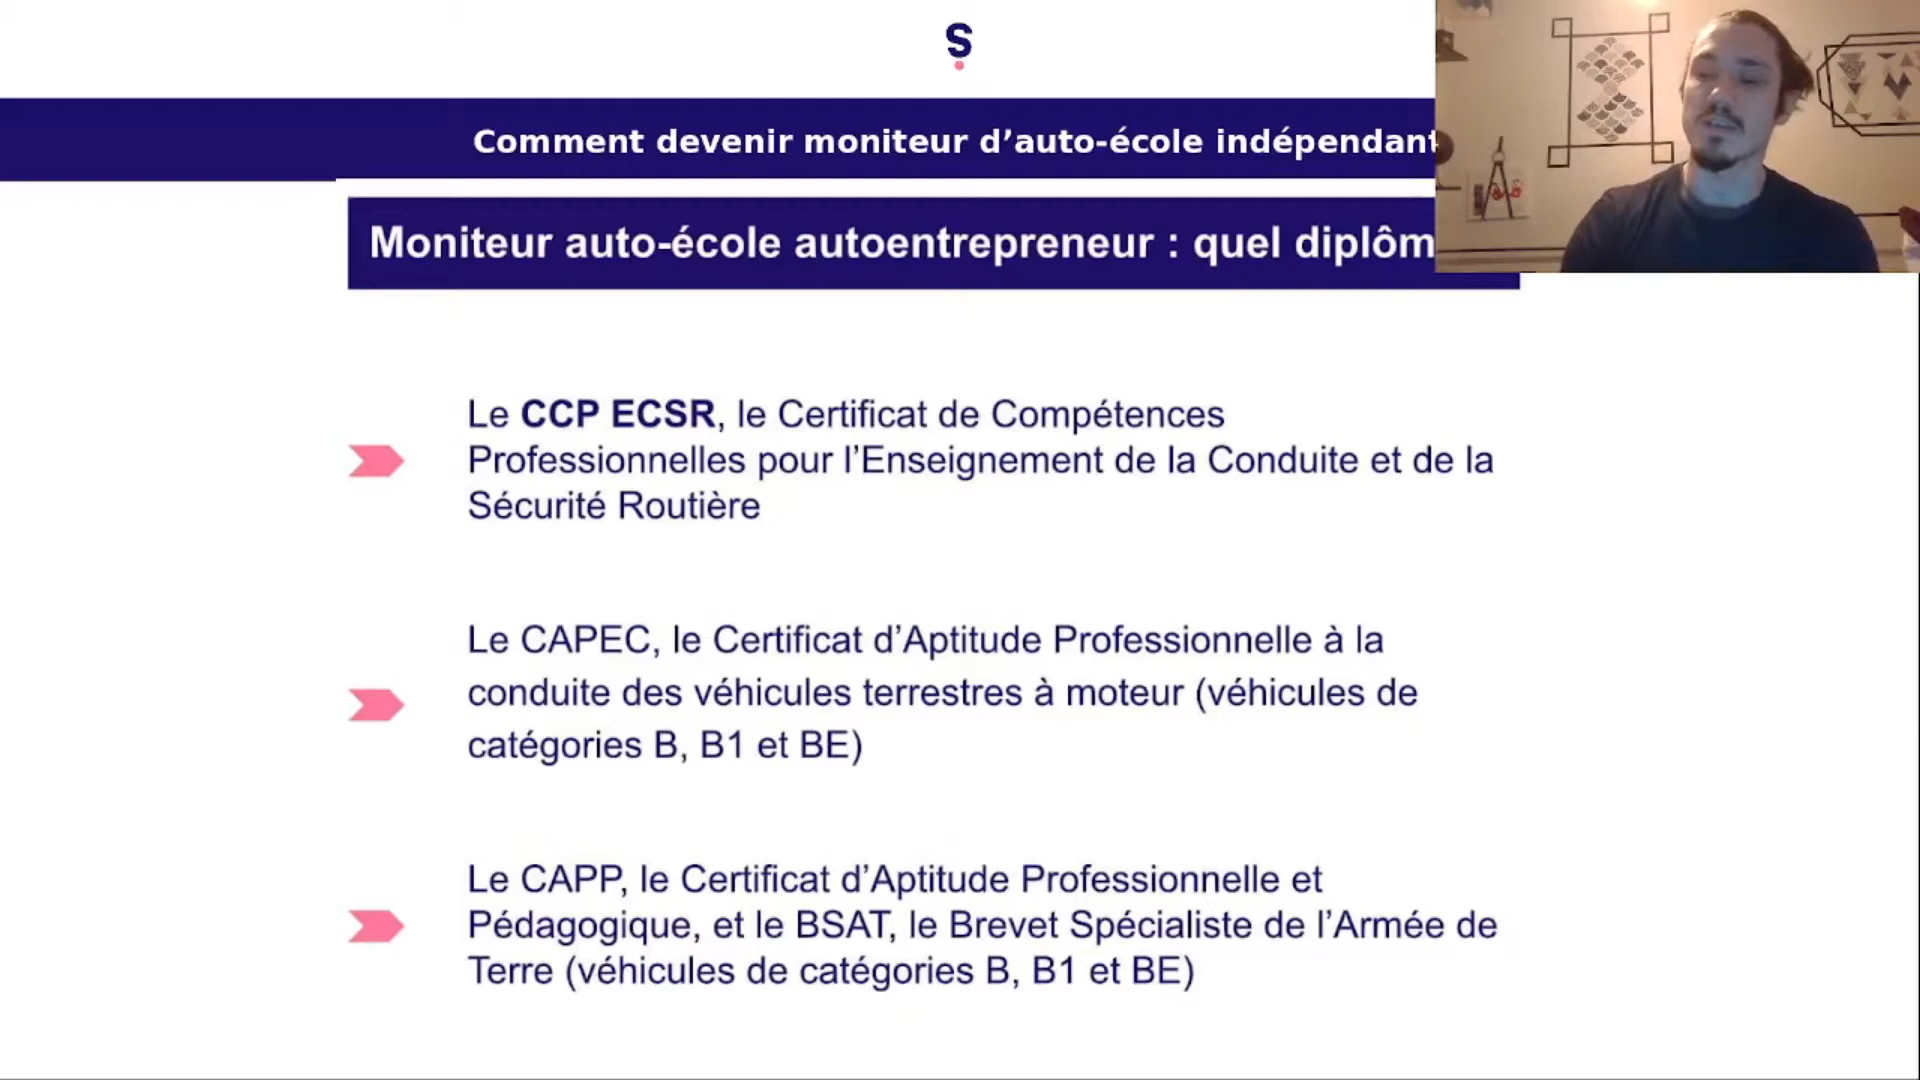 S
Comment devenir moniteur d’auto-école indépendant
Moniteur auto-école autoentrepreneur : quel diplôm
Le CCP ECSR, le Certificat de Compétences
Professionnelles pour l’Enseignement de la Conduite et de la
Sécurité Routière
Le CAPEC, le Certificat d’Aptitude Professionnelle à la
conduite des véhicules terrestres à moteur (véhicules de
catégories B, B1 et BE)
Le CAPP, le Certificat d’Aptitude Professionnelle et
Pédagogique, et le BSAT, le Brevet Spécialiste de l’Armée de
Terre (véhicules de catégories B, B1 et BE)